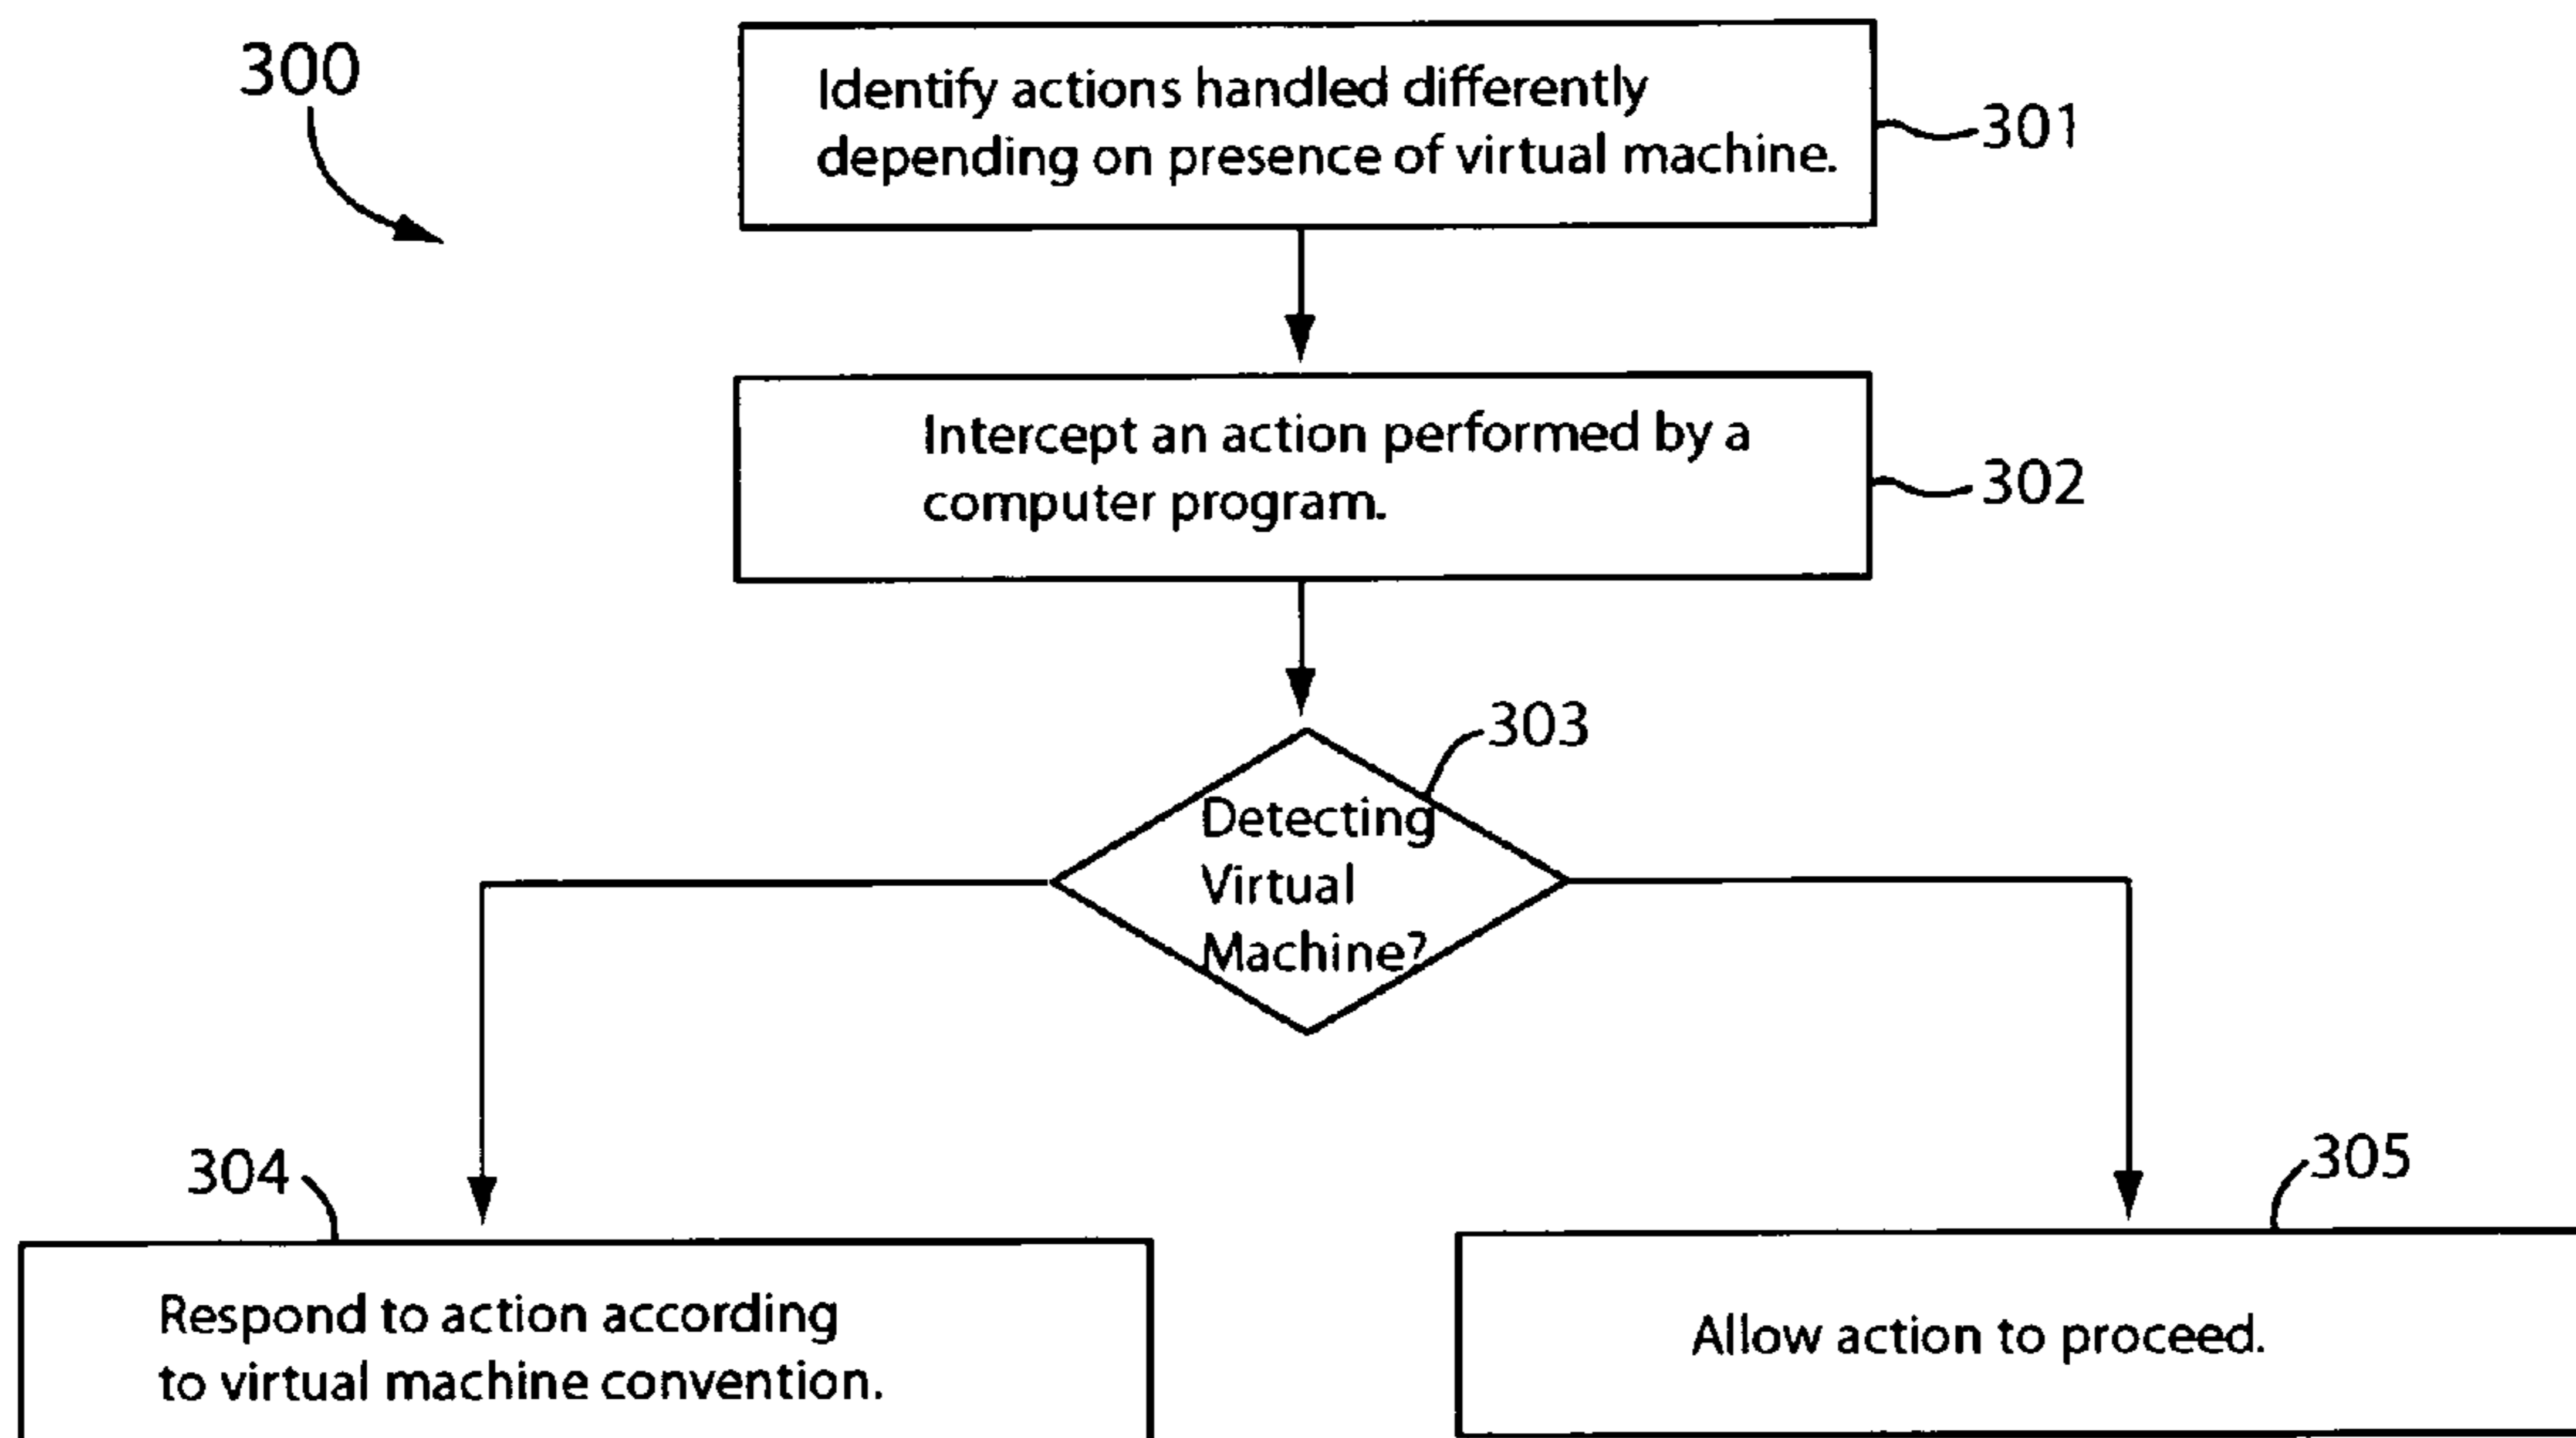 300
Identify actions handled differently
depending on presence of virtual machine.
301
Intercept an action performed by a
computer program.
302
303
Detecting
Virtual
Machine?
304
Respond to action according
to virtual machine convention.
305
Allow action to proceed.